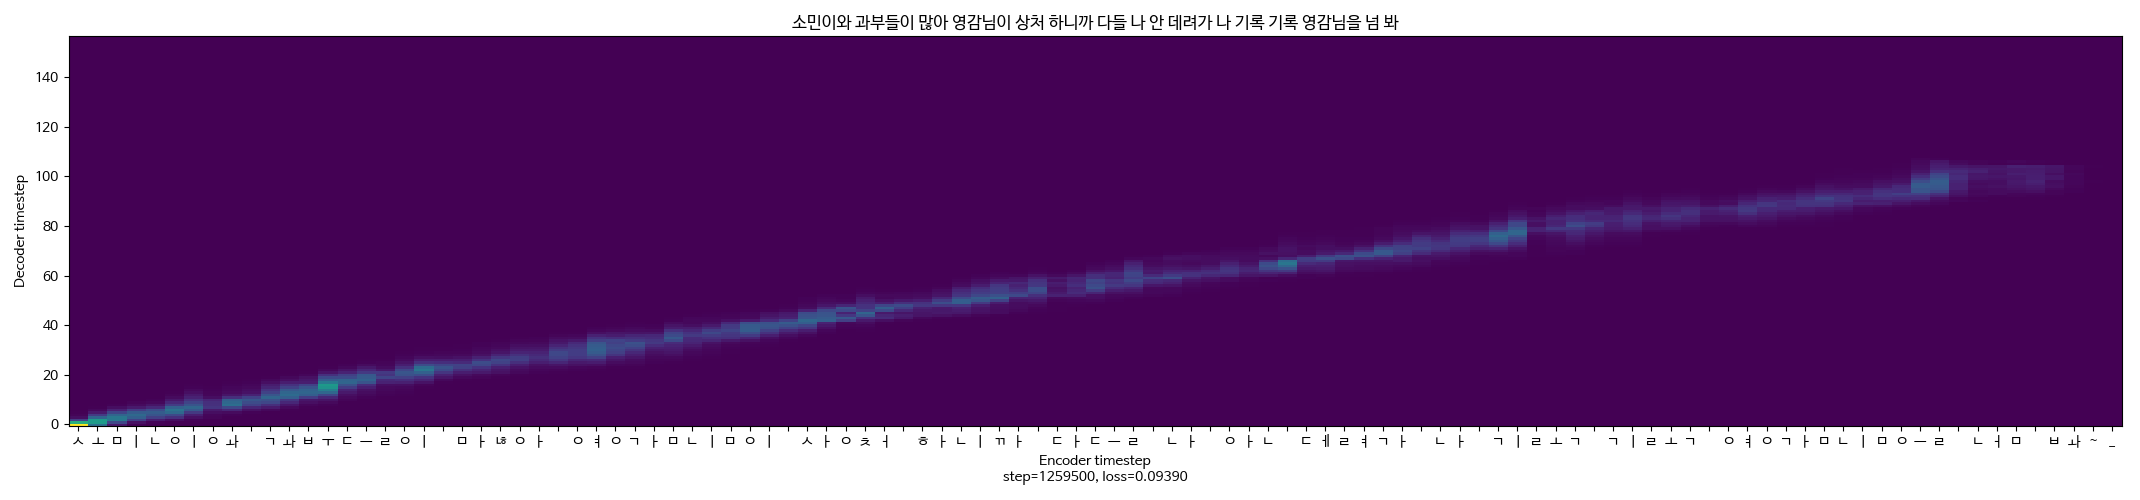 소민이와 과부들이 많아 영감님이 상처 하니까 다들 나 안 데려가 나 기록 기록 영감님을 넘 봐
Decoder timestep
140
120
100
80
60
40
20
0
ㅅ ㅗ ㅁ ㅣ ㄴ ㅇ ㅣ ㅇ ㅘ ㄱ ㅘ ㅂ ㅜ ㄷ ㅡ ㄹ ㅇ ㅣ ㅁ ㅏ ㄶ ㅇ ㅏ ㅇ ㅕ ㅇ ㄱ ㅏ ㅁ ㄴ ㅣ ㅁ ㅇ ㅣ ㅅ ㅏ ㅇ ㅊ ㅓ ㅎ ㅏ ㄴ ㅣ ㄲ ㅏ ㄷ ㅏ ㄷ ㅡ ㄹ ㄴ ㅏ ㅇ ㅏ ㄴ ㄷ ㅔ ㄹ ㅕ ㄱ ㅏ ㄴ ㅏ ㄱ ㅣ ㄹ ㅗ ㄱ ㄱ ㅣ ㄹ ㅗ ㄱ ㅇ ㅕ ㅇ ㄱ ㅏ ㅁ ㄴ ㅣ ㅁ ㅇ ㅡ ㄹ ㄴ ㅓ ㅁ ㅂ ㅘ ~ _
Encoder timestep
step=1259500, loss=0.09390